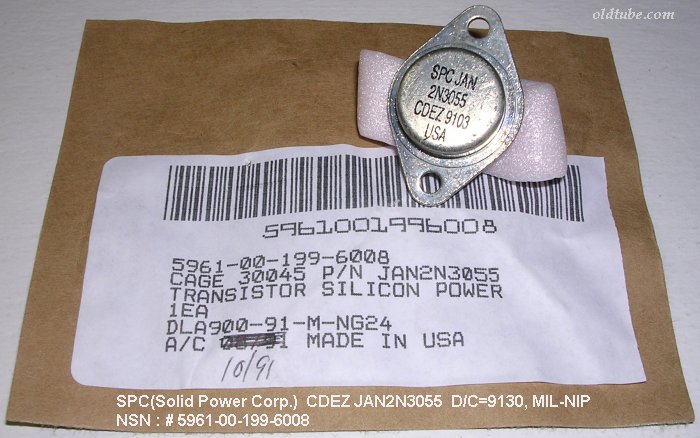 oldtube.com
SPC JAN
2N3055
CDEZ 9103
USA
5961001996008
5961-00-199-6008
CAGE 30045 P/N JAN2N3055
TRANSISTOR SILICON POWER
1EA
DLA900-91-M-NG24
A/C MADE IN USA
10/91
SPC(Solid Power Corp.) CDEZ JAN2N3055 D/C=9130, MIL-NIP
NSN : # 5961-00-199-6008